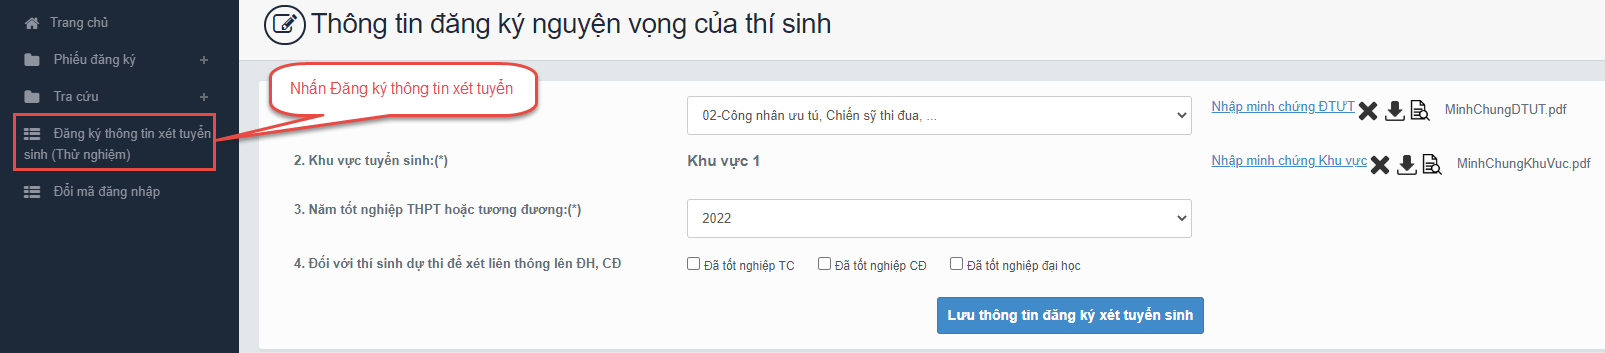 Trang chủ
Phiếu đăng ký
Tra cứu
Đăng ký thông tin xét tuyển
sinh (Thử nghiệm)
Đổi mã đăng nhập
Thông tin đăng ký nguyện vọng của thí sinh
Nhấn Đăng ký thông tin xét tuyển
02-Công nhân ưu tú, Chiến sỹ thi đua, ...
Nhập minh chứng ĐTƯT
MinhChungDTUT.pdf
2. Khu vực tuyển sinh:(*)
Khu vực 1
Nhập minh chứng Khu vực
MinhChungKhuVuc.pdf
3. Năm tốt nghiệp THPT hoặc tương đương:(*)
2022
4. Đối với thí sinh dự thi để xét liên thông lên ĐH, CĐ
Đã tốt nghiệp TC
Đã tốt nghiệp CĐ
Đã tốt nghiệp đại học
Lưu thông tin đăng ký xét tuyển sinh